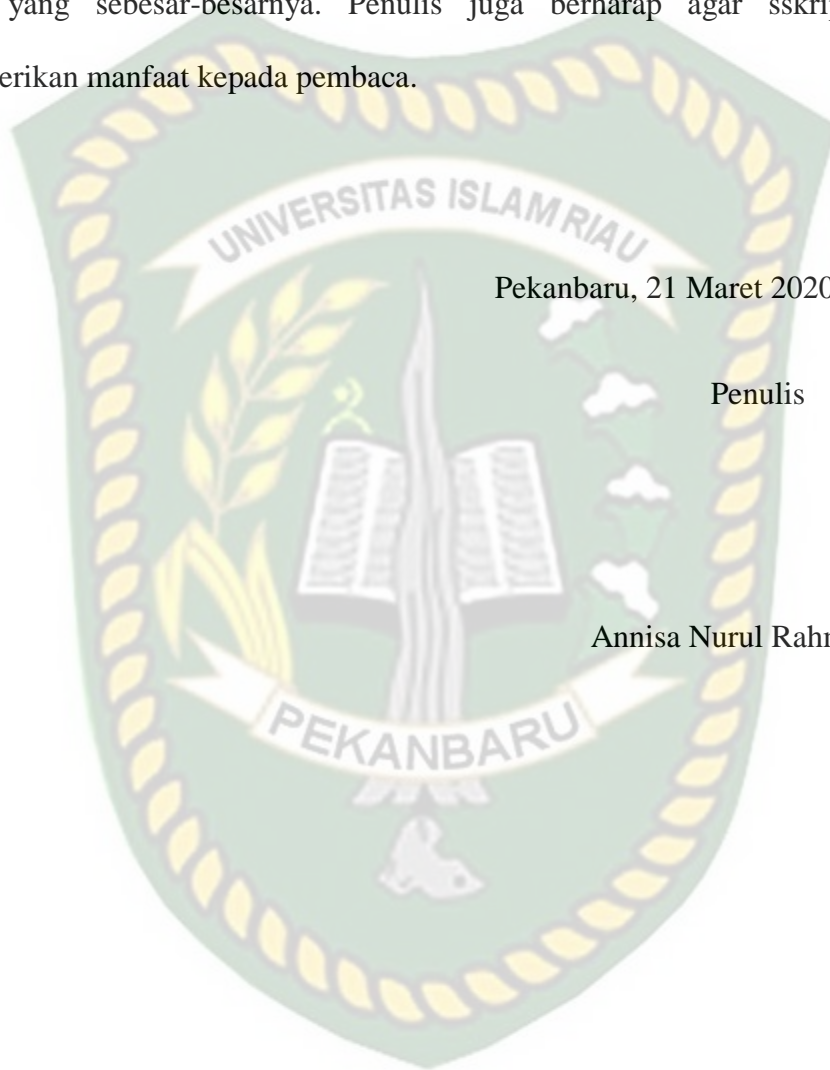 yang sebesar-besarnya. Penulis juga berharap agar sskrip
erikan manfaat kepada pembaca.
UNIVERSITAS ISLAM RIAU
Pekanbaru, 21 Maret 2020
Penulis
Annisa Nurul Rahm
PEKANBARU